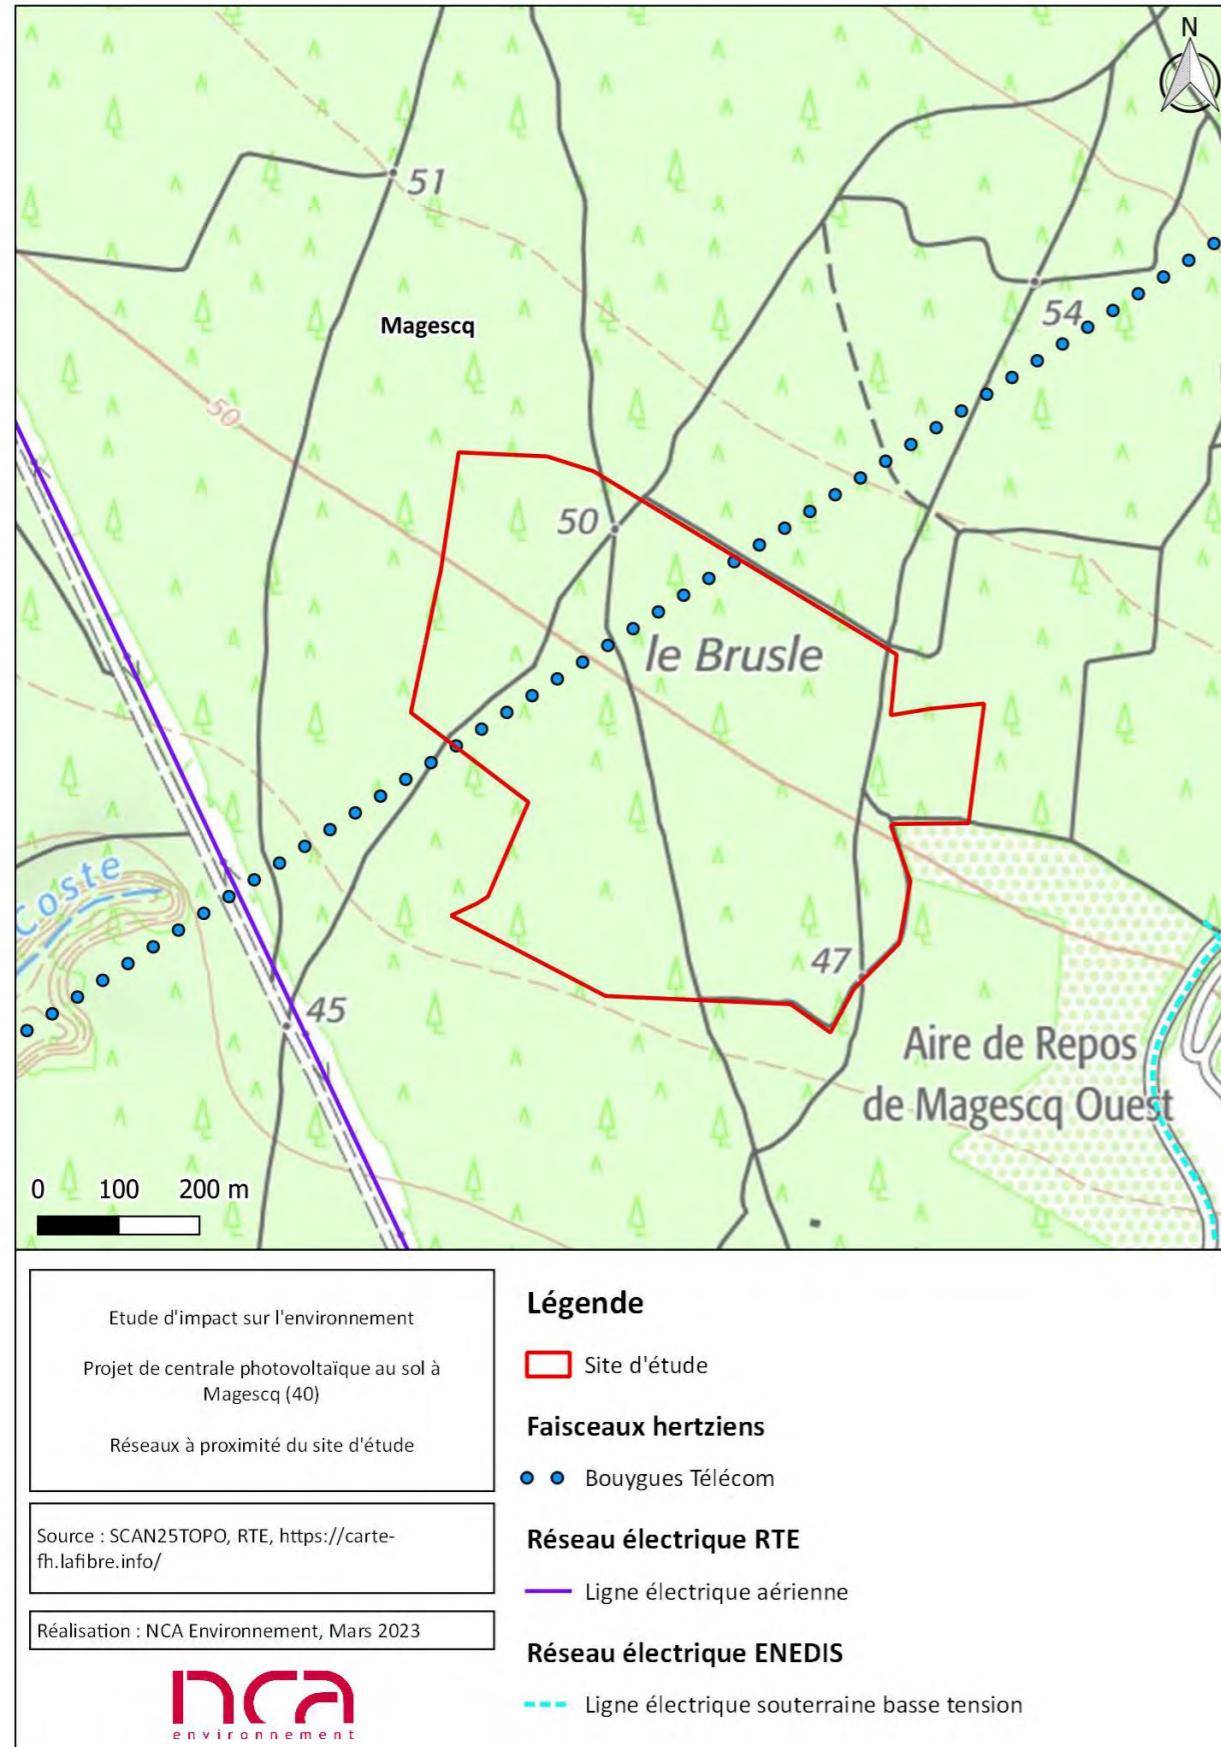 N
51
Magescq
54
50
50
le Brusle
Coste
47
45
Aire de Repos
de Magescq Ouest
0 100 200 m
Etude d'impact sur l'environnement
Projet de centrale photovoltaïque au sol à
Magescq (40)
Réseaux à proximité du site d'étude
Source : SCAN25TOPO, RTE, https://carte-
fh.lafibre.info/
Réalisation : NCA Environnement, Mars 2023
nca
environnement
Légende
Site d'étude
Faisceaux hertziens
Bouygues Télécom
Réseau électrique RTE
Ligne électrique aérienne
Réseau électrique ENEDIS
Ligne électrique souterraine basse tension